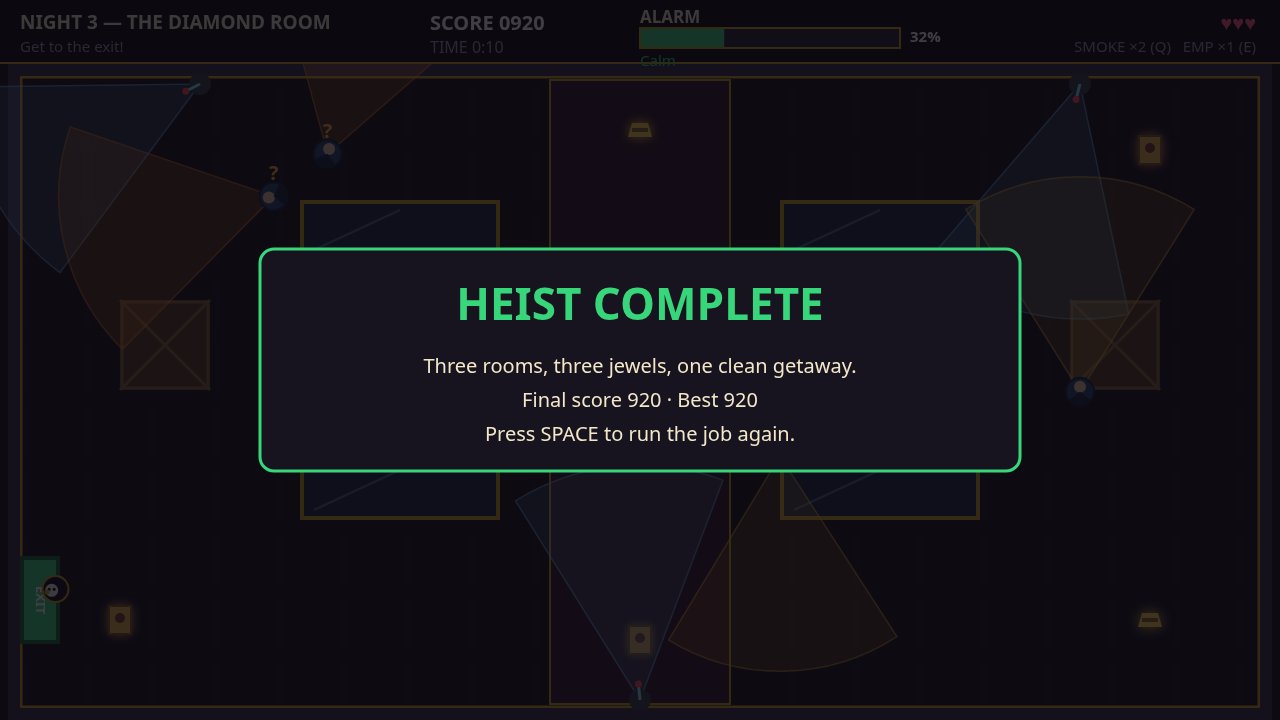 NIGHT 3 — THE DIAMOND ROOM
Get to the exit!
SCORE 0920
TIME 0:10
ALARM
32%
Calm
♥♥♥
SMOKE ×2 (Q) EMP ×1 (E)
?
?
HEIST COMPLETE
Three rooms, three jewels, one clean getaway.
Final score 920 · Best 920
Press SPACE to run the job again.
EXIT